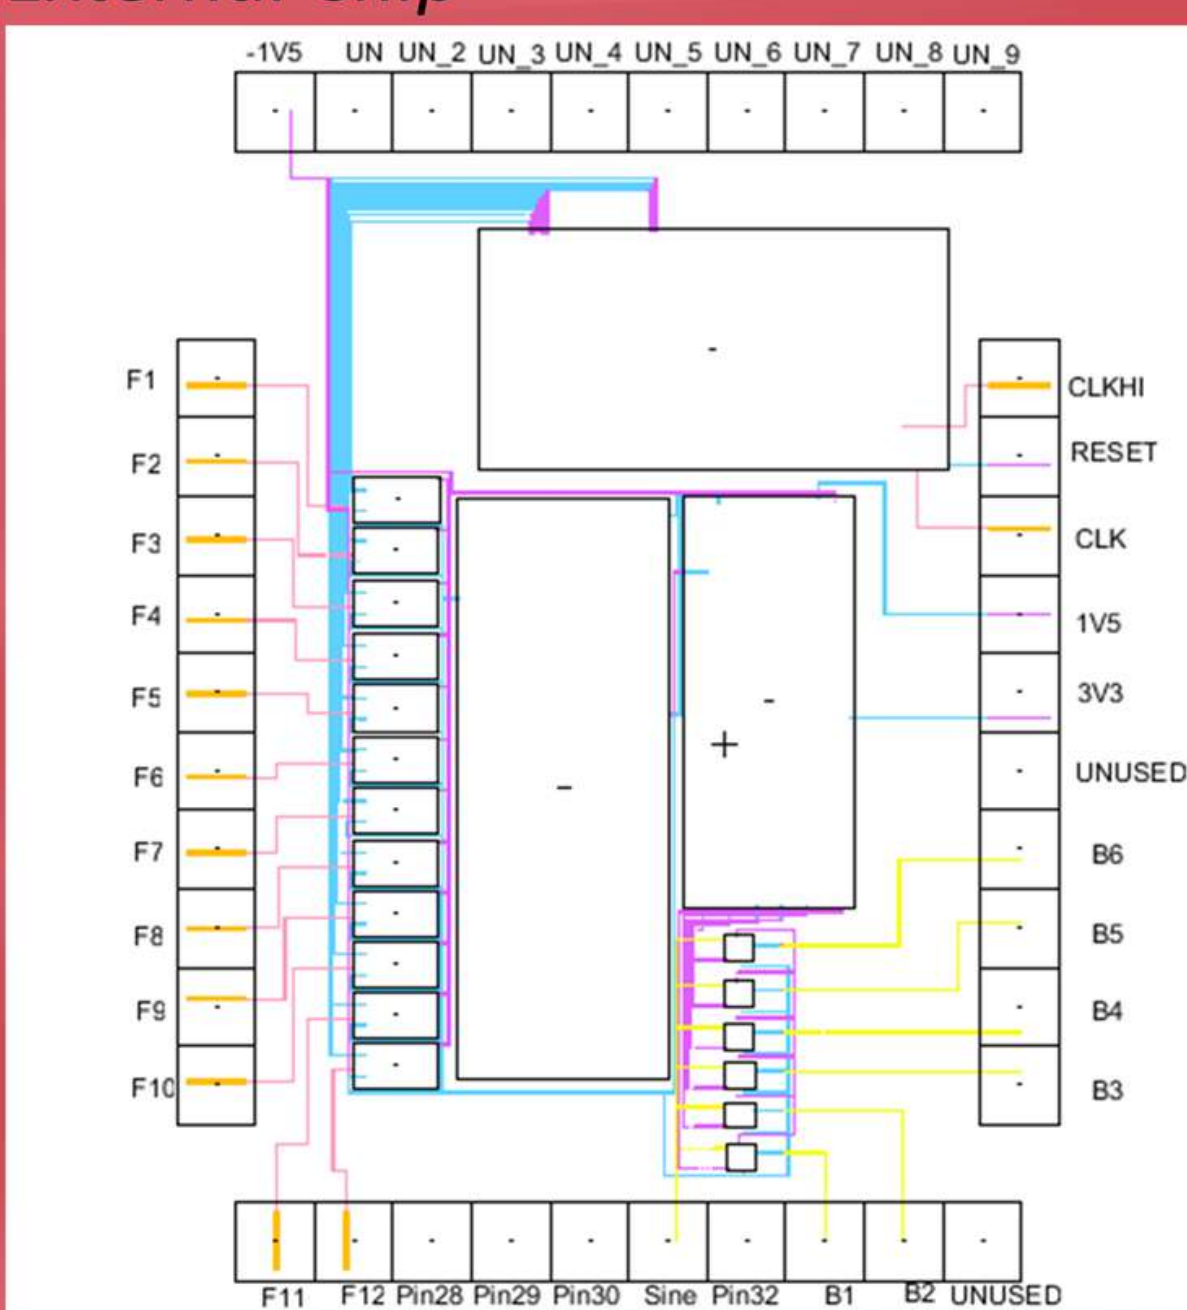 -1V5 UN UN_2 UN_3 UN_4 UN_5 UN_6 UN_7 UN_8 UN_9
F1
CLKHI
F2
RESET
F3
CLK
F4
1V5
F5
3V3
F6
UNUSED
F7
B6
F8
B5
F9
B4
F10
B3
F11 F12 Pin28 Pin29 Pin30 Sine Pin32 B1 B2 UNUSED